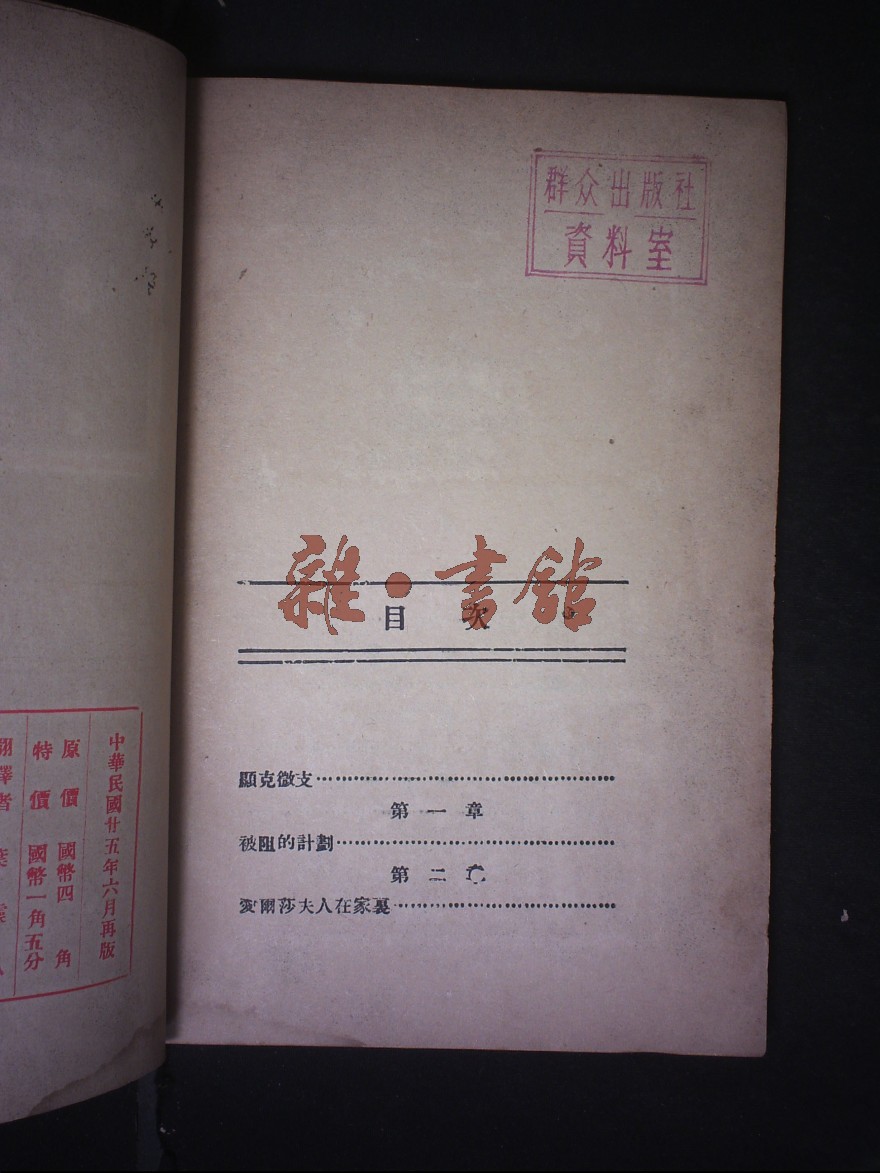 群众出版社
資料室
雜·書館
目次
顯克微支
第一章
被阻的計劃
第二
愛爾莎夫人在家裏
中華民國廿五年六月再版
原價 國幣四角
特價 國幣一角五分
翻譯者